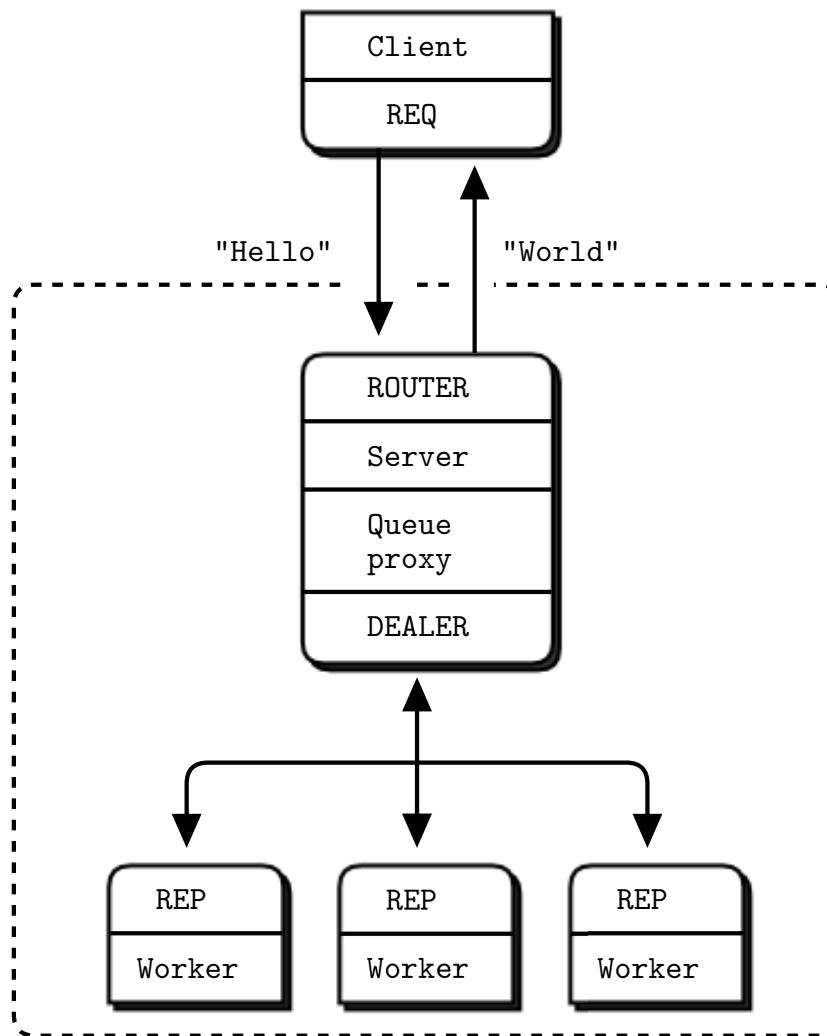 Client
REQ
"Hello" "World"
ROUTER
Server
Queue
proxy
DEALER
REP REP REP
Worker Worker Worker